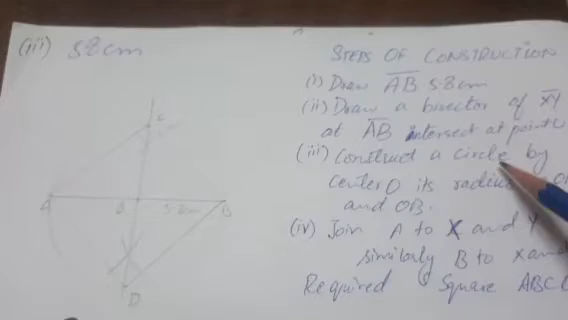 (iii) 5.8cm
STEPS OF CONSTRUCTION
(i) Draw AB 5.8cm
(ii) Draw a bisector of XY
at AB intersect at point
(iii) Construct a circle by
center O its
and OB.
(iv) Join A to X and Y
similarly B to X and
Required Square ABCD
A
5.8cm
B
D